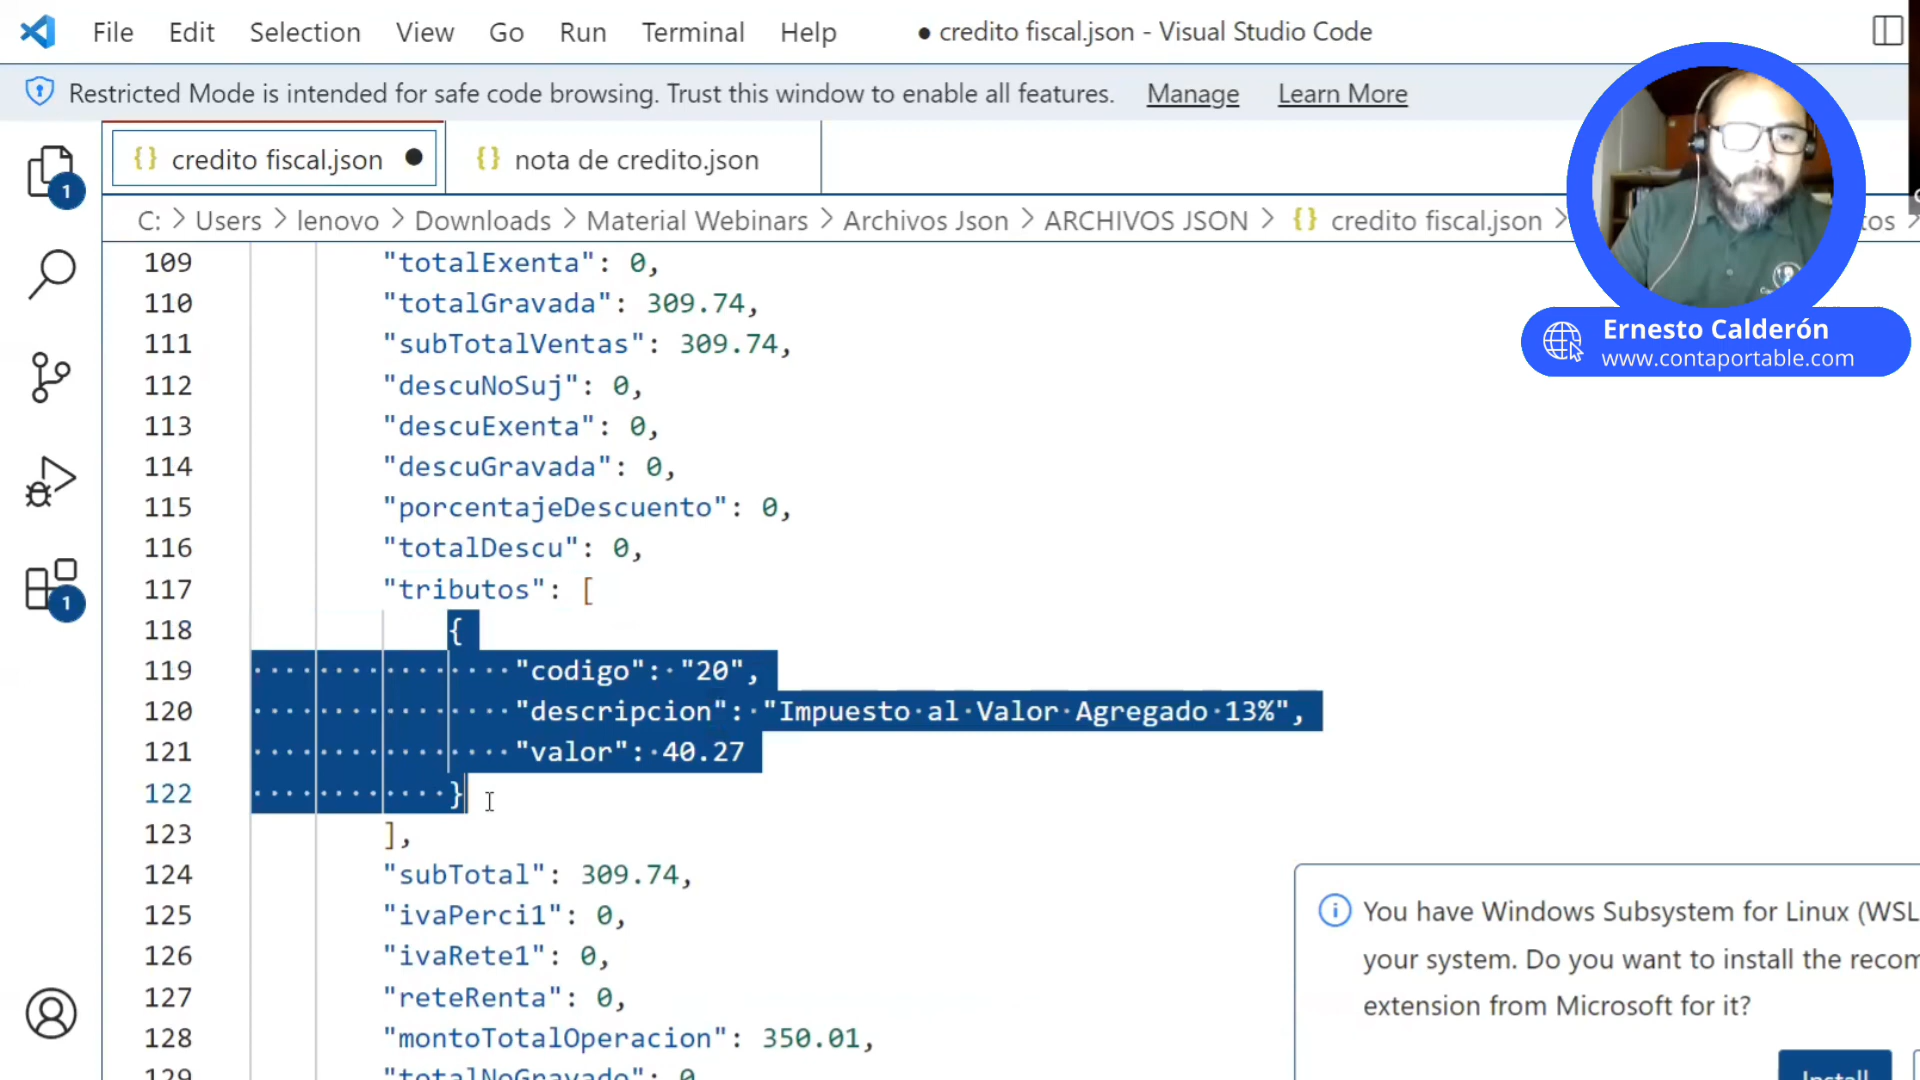 File Edit Selection View Go Run Terminal Help ● credito fiscal.json - Visual Studio Code
Restricted Mode is intended for safe code browsing. Trust this window to enable all features. Manage Learn More
{} credito fiscal.json ● {} nota de credito.json
C: > Users > lenovo > Downloads > Material Webinars > Archivos Json > ARCHIVOS JSON > {} credito fiscal.json >
Ernesto Calderón
www.contaportable.com
1
1
109 "totalExenta": 0,
110 "totalGravada": 309.74,
111 "subTotalVentas": 309.74,
112 "descuNoSuj": 0,
113 "descuExenta": 0,
114 "descuGravada": 0,
115 "porcentajeDescuento": 0,
116 "totalDescu": 0,
117 "tributos": [
118 {
119 "codigo": "20",
120 "descripcion": "Impuesto al Valor Agregado 13%",
121 "valor": 40.27
122 }
123 ],
124 "subTotal": 309.74,
125 "ivaPerci1": 0,
126 "ivaRete1": 0,
127 "reteRenta": 0,
128 "montoTotalOperacion": 350.01,
129 "totalNoGravado": 0
You have Windows Subsystem for Linux (WSL
your system. Do you want to install the
extension from Microsoft for it?
Install